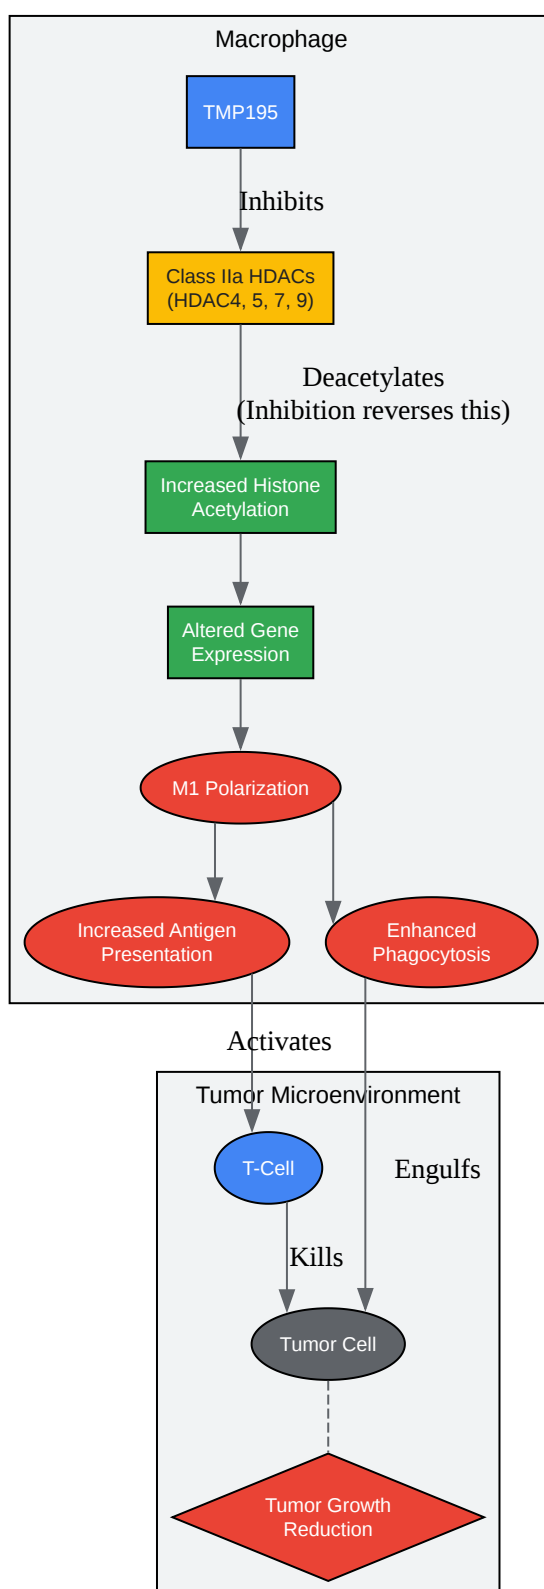 Macrophage
TMP195
Inhibits
Class IIa HDACs
(HDAC4, 5, 7, 9)
Deacetylates
(Inhibition reverses this)
Increased Histone
Acetylation
Altered Gene
Expression
M1 Polarization
Increased Antigen
Presentation
Enhanced
Phagocytosis
Activates
Tumor Microenvironment
T-Cell
Engulfs
Kills
Tumor Cell
Tumor Growth
Reduction